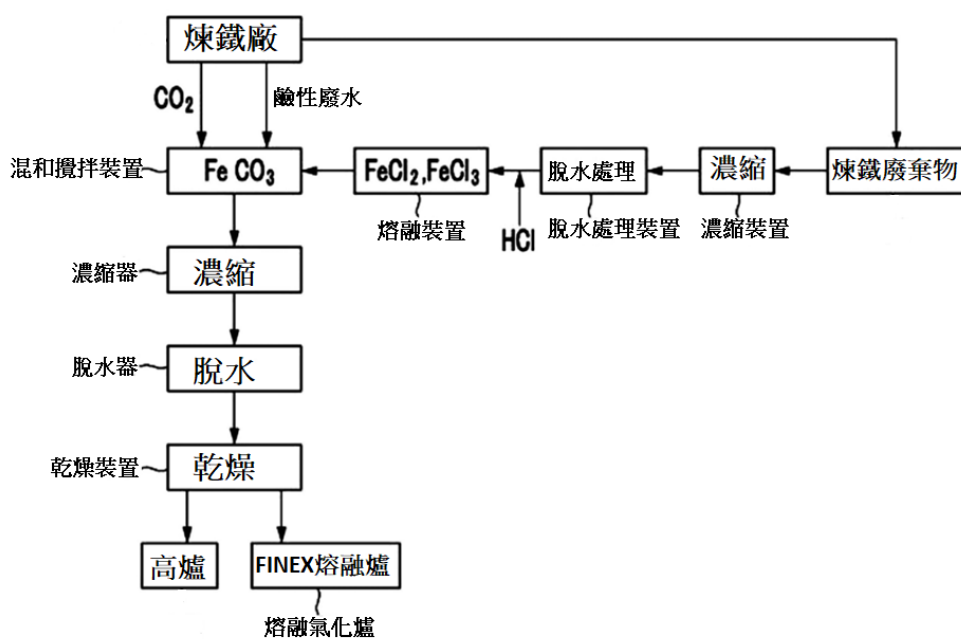 煉鐵廠
CO₂
鹼性廢水
混和攪拌裝置
Fe CO₃
FeCl₂,FeCl₃
脫水處理
濃縮
煉鐵廢棄物
熔融裝置
HCl
脫水處理裝置
濃縮裝置
濃縮器
濃縮
脫水器
脫水
乾燥裝置
乾燥
高爐
FINEX熔融爐
熔融氣化爐